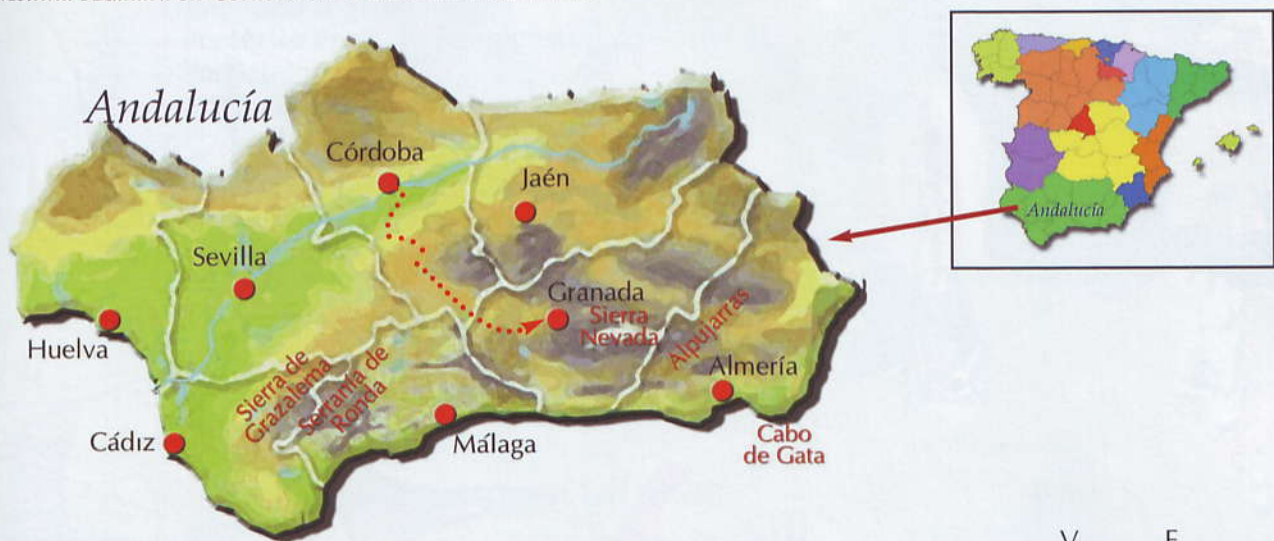 Andalucía
Córdoba
Jaén
Sevilla
Granada
Sierra
Nevada
Alpujarras
Huelva
Sierra de
Grazalema
Serranía de
Ronda
Almería
Cádiz
Málaga
Cabo
de Gata
Andalucía
V F